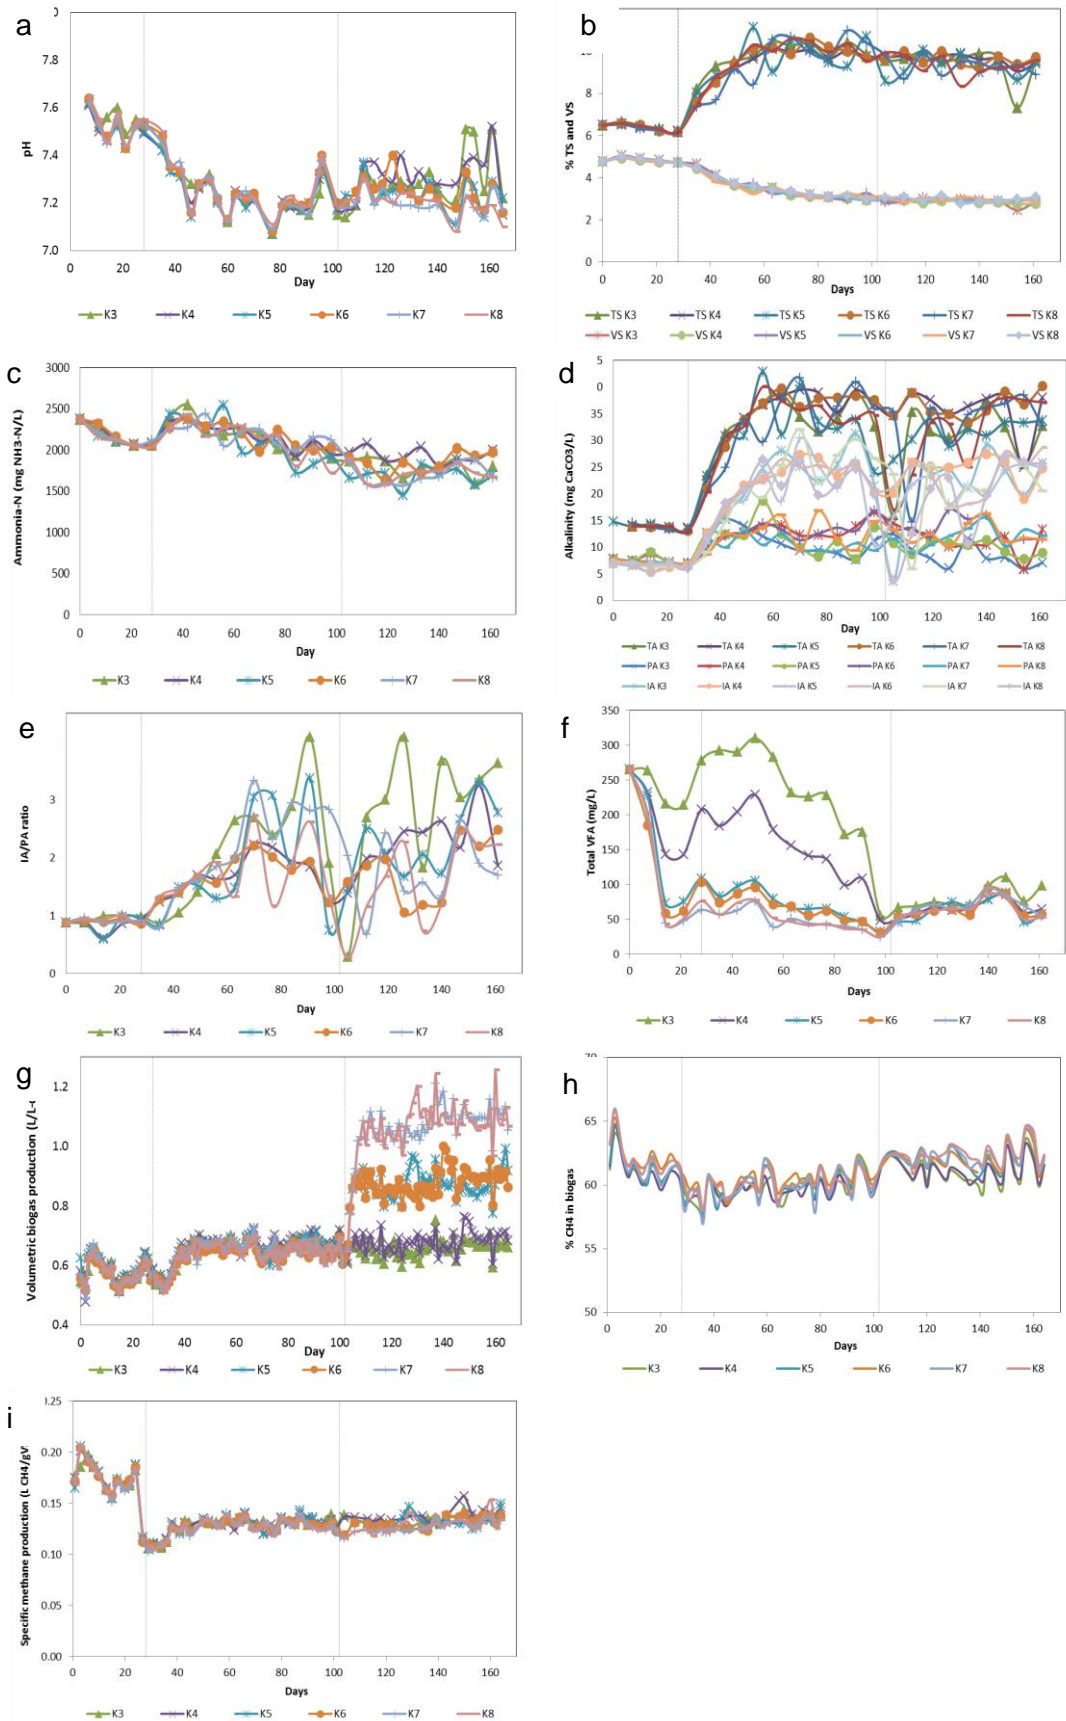 a
7.8
7.6
7.4
7.2
7.0
pH
0 20 40 60 80 100 120 140 160
Day
K3 K4 K5 K6 K7 K8
b
8
6
4
2
0
% TS and VS
0 20 40 60 80 100 120 140 160
Days
TS K3 TS K4 TS K5 TS K6 TS K7 TS K8
VS K3 VS K4 VS K5 VS K6 VS K7 VS K8
c
3000
2500
2000
1500
1000
500
0
Ammonia-N (mg NH3-N/L)
0 20 40 60 80 100 120 140 160
Day
K3 K4 K5 K6 K7 K8
d
5
0
35
30
25
20
15
10
5
0
Alkalinity (mg CaCO3/L)
0 20 40 60 80 100 120 140 160
Day
TA K3 TA K4 TA K5 TA K6 TA K7 TA K8
PA K3 PA K4 PA K5 PA K6 PA K7 PA K8
IA K3 IA K4 IA K5 IA K6 IA K7 IA K8
e
3
2
1
0
IA/PA ratio
0 20 40 60 80 100 120 140 160
Day
K3 K4 K5 K6 K7 K8
f
350
300
250
200
150
100
50
0
Total VFA (mg/L)
0 20 40 60 80 100 120 140 160
Days
K3 K4 K5 K6 K7 K8
g
1.2
1.0
0.8
0.6
0.4
Volumetric biogas production (L/L-
0 20 40 60 80 100 120 140 160
Day
K3 K4 K5 K6 K7 K8
h
70
65
60
55
50
% CH4 in biogas
0 20 40 60 80 100 120 140 160
Days
K3 K4 K5 K6 K7 K8
i
0.25
0.20
0.15
0.10
0.05
0.00
Specific methane production (L CH4/gV
0 20 40 60 80 100 120 140 160
Days
K3 K4 K5 K6 K7 K8